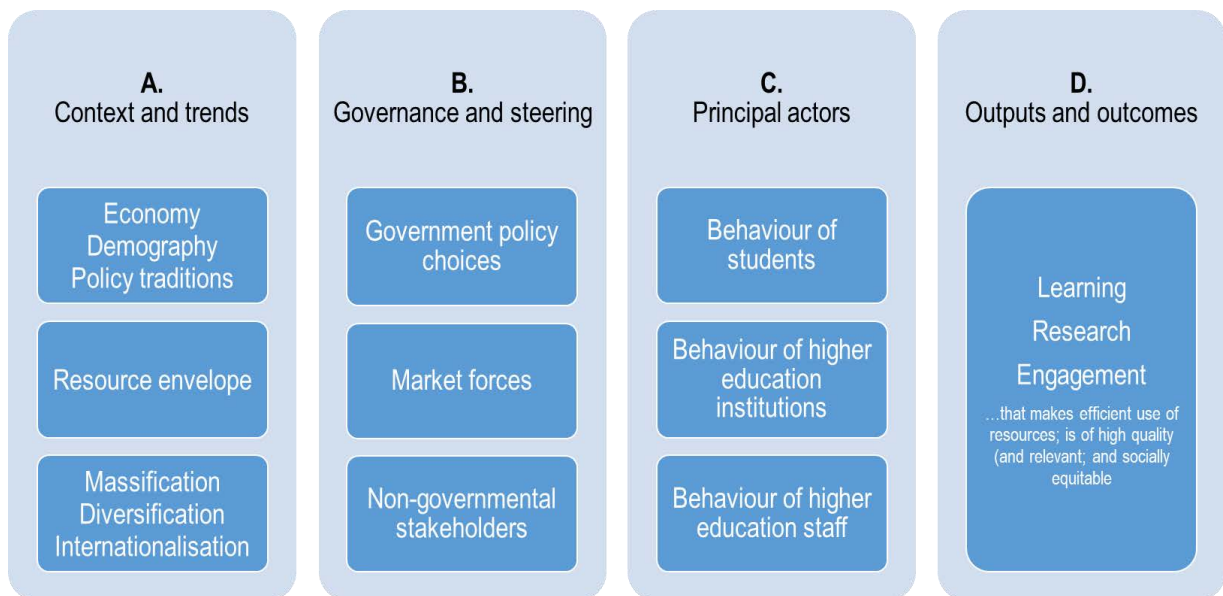 A.
Context and trends
Economy
Demography
Policy traditions
Resource envelope
Massification
Diversification
Internationalisation
B.
Governance and steering
Government policy
choices
Market forces
Non-governmental
stakeholders
C.
Principal actors
Behaviour of
students
Behaviour of higher
education
institutions
Behaviour of higher
education staff
D.
Outputs and outcomes
Learning
Research
Engagement
…that makes efficient use of
resources; is of high quality
(and relevant; and socially
equitable